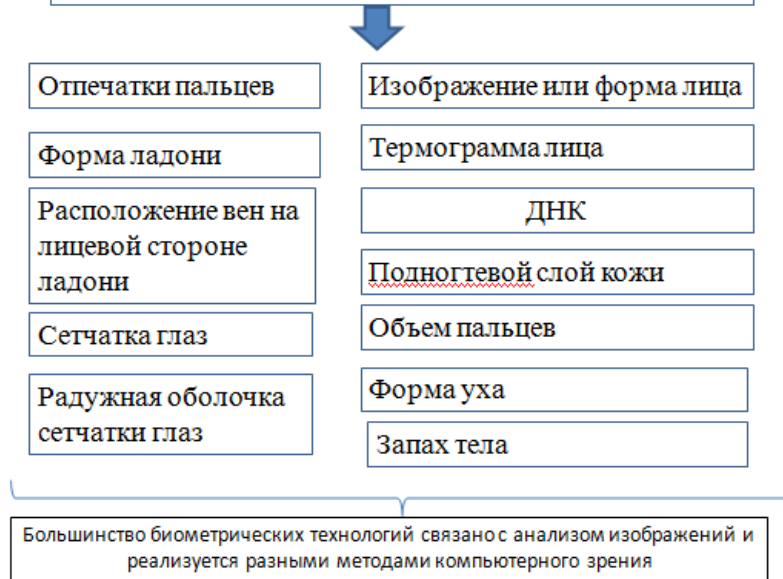 Отпечатки пальцев
Форма ладони
Расположение вен на
лицевой стороне
ладони
Сетчатка глаз
Радужная оболочка
сетчатки глаз
Изображение или форма лица
Термограмма лица
ДНК
Подногтевой слой кожи
Объем пальцев
Форма уха
Запах тела
Большинство биометрических технологий связано с анализом изображений и
реализуется разными методами компьютерного зрения